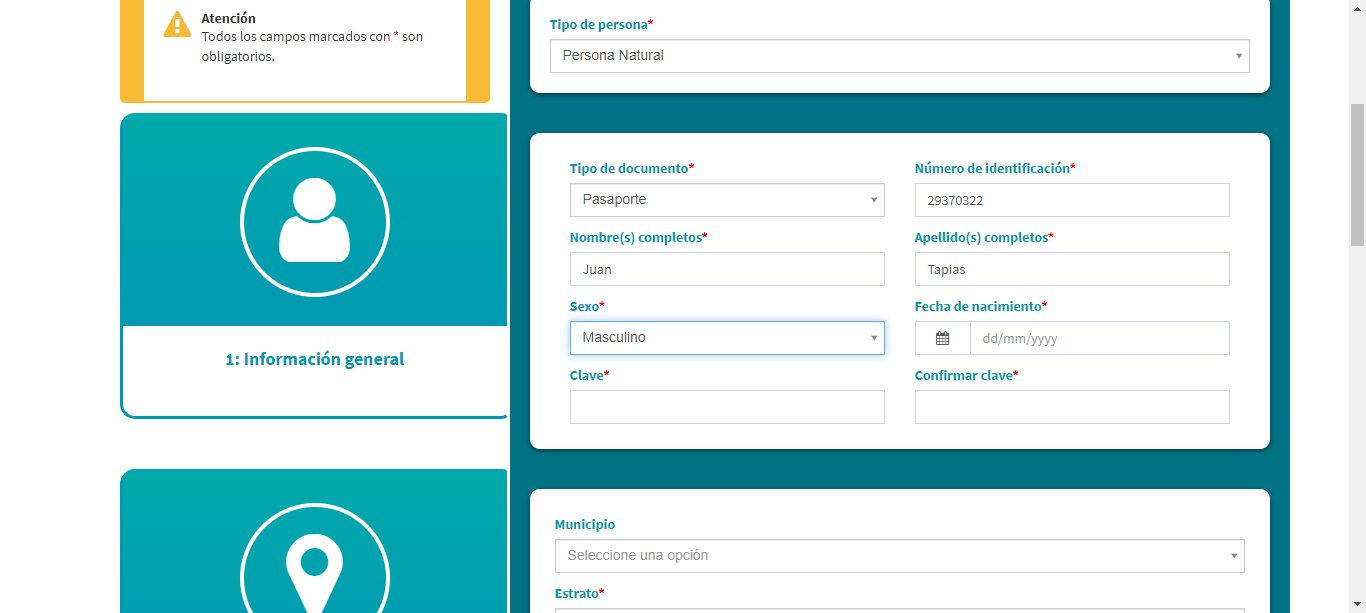 Atención
Todos los campos marcados con * son
obligatorios.
Tipo de persona*
Persona Natural
1: Información general
Tipo de documento*
Número de identificación*
Pasaporte
29370322
Nombre(s) completos*
Apellido(s) completos*
Juan
Tapias
Sexo*
Fecha de nacimiento*
Masculino
dd/mm/yyyy
Clave*
Confirmar clave*
Municipio
Seleccione una opción
Estrato*